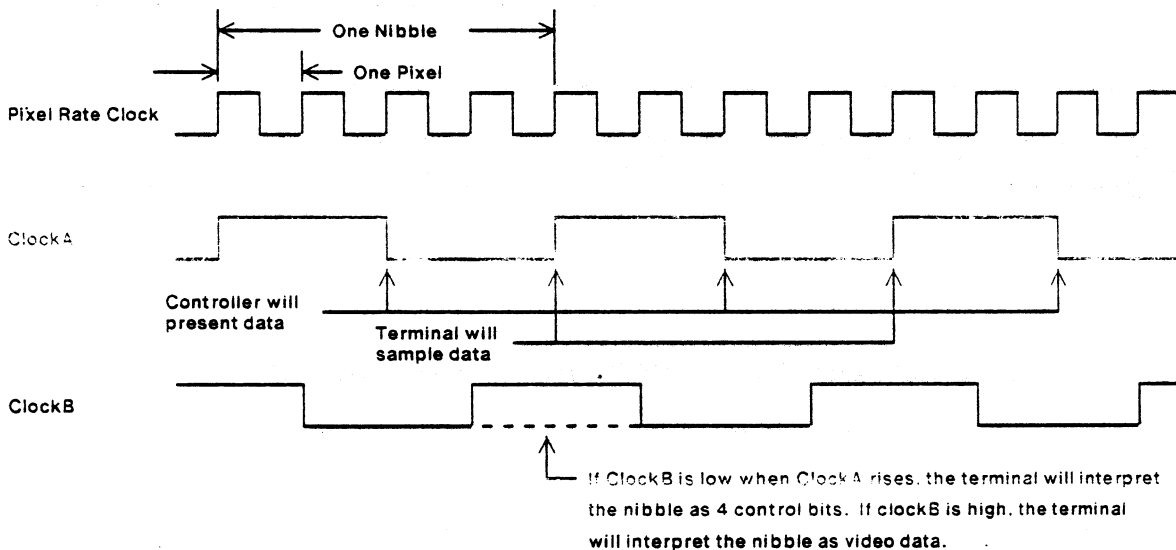 One Nibble
One Pixel
Pixel Rate Clock
ClockA
Controller will
present data
Terminal will
sample data
ClockB
If ClockB is low when ClockA rises, the terminal will interpret
the nibble as 4 control bits. If clockB is high, the terminal
will interpret the nibble as video data.